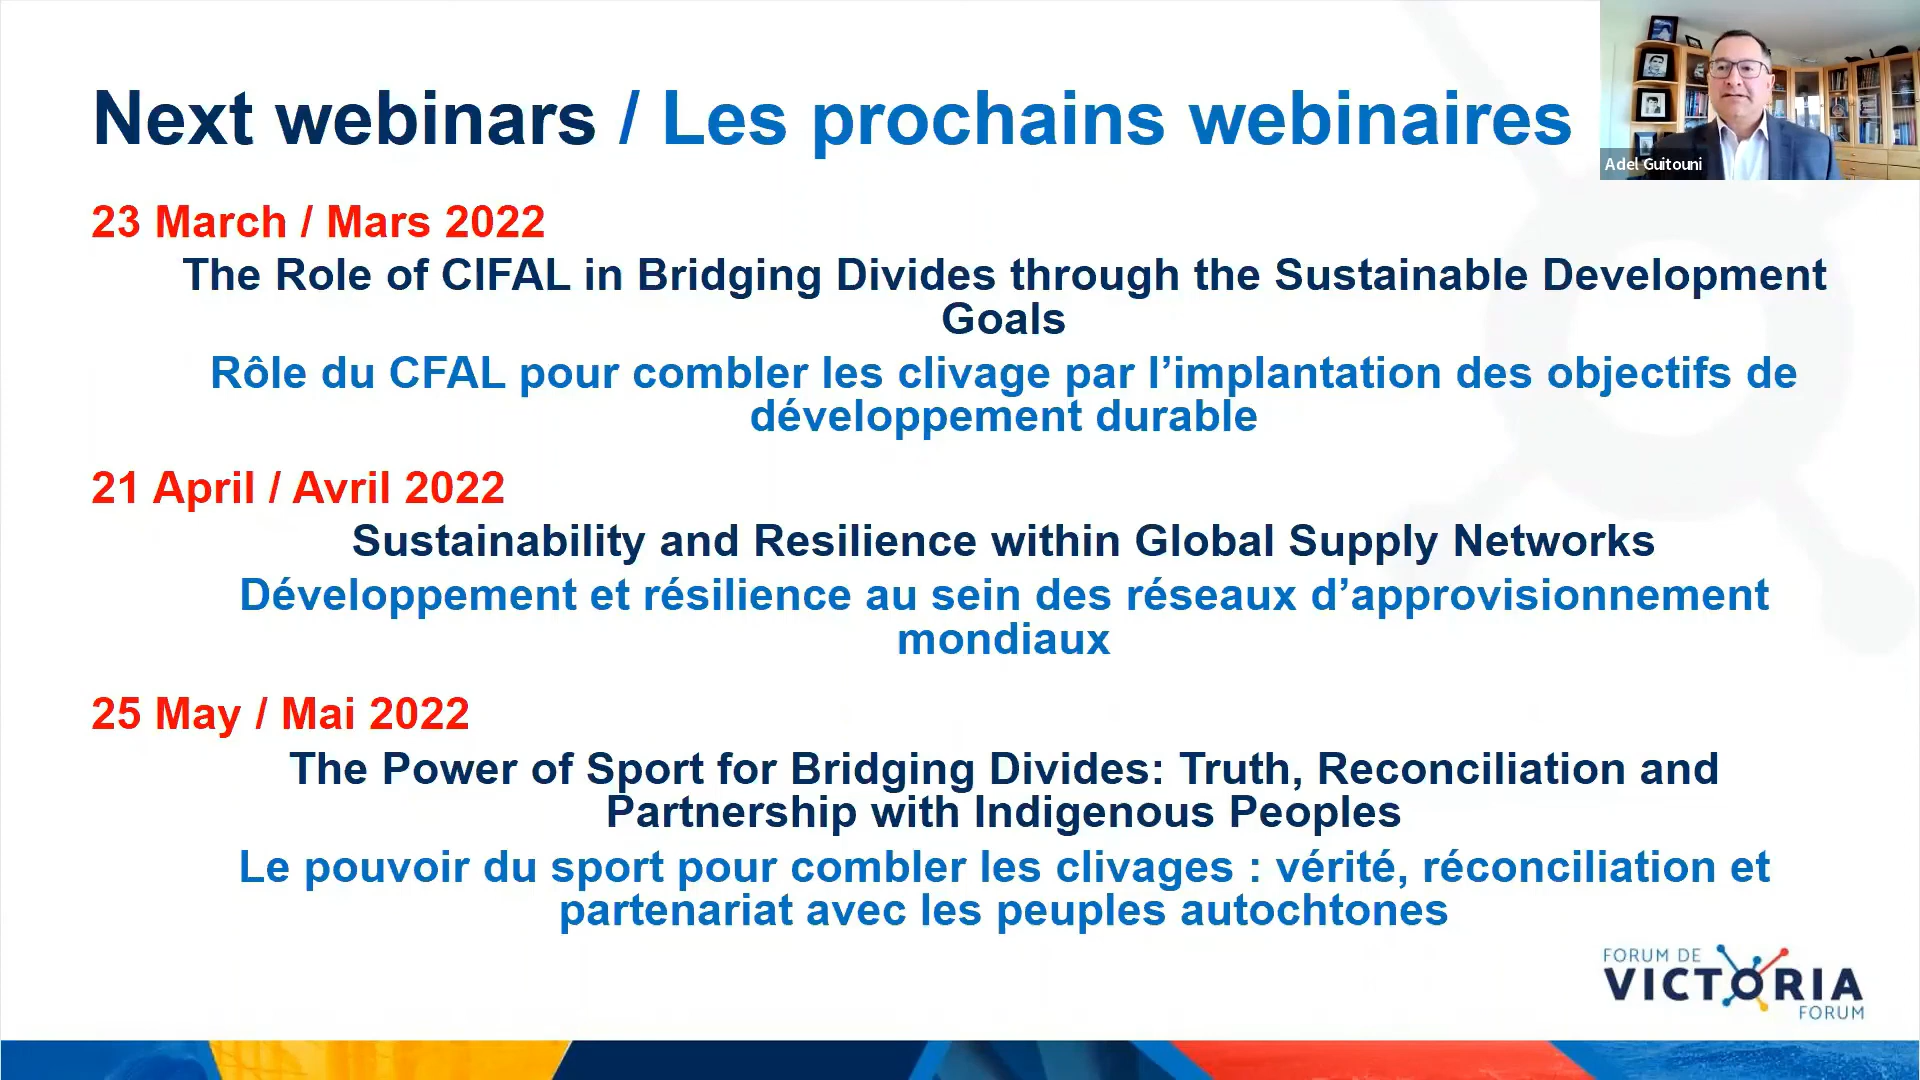 Next webinars / Les prochains webinaires
Adel Guitouni
23 March / Mars 2022
The Role of CIFAL in Bridging Divides through the Sustainable Development
Goals
Rôle du CFAL pour combler les clivage par l’implantation des objectifs de
développement durable
21 April / Avril 2022
Sustainability and Resilience within Global Supply Networks
Développement et résilience au sein des réseaux d’approvisionnement
mondiaux
25 May / Mai 2022
The Power of Sport for Bridging Divides: Truth, Reconciliation and
Partnership with Indigenous Peoples
Le pouvoir du sport pour combler les clivages : vérité, réconciliation et
partenariat avec les peuples autochtones
FORUM DE
VICTORIA
FORUM